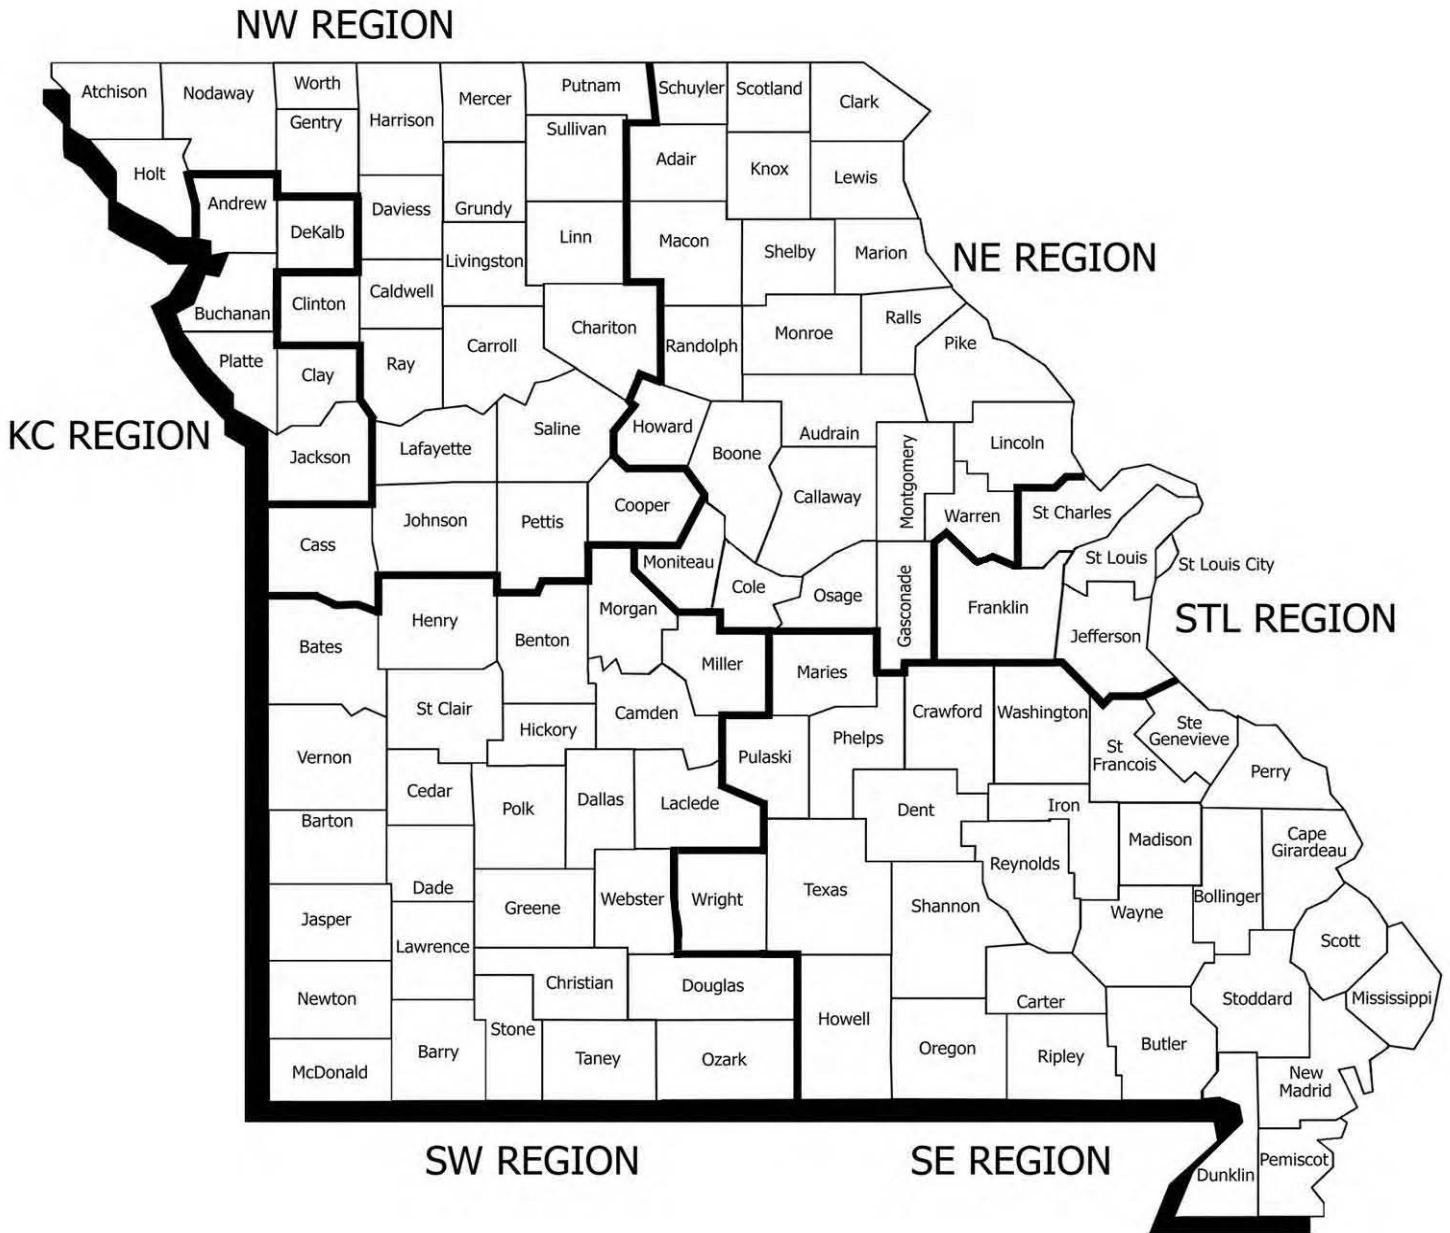 NW REGION
Atchison
Nodaway
Worth
Gentry
Harrison
Mercer
Putnam
Sullivan
Schuyler
Scotland
Clark
Holt
Andrew
DeKalb
Daviess
Grundy
Linn
Adair
Knox
Lewis
Macon
Shelby
Marion
NE REGION
Livingston
Buchanan
Clinton
Caldwell
Chariton
Randolph
Monroe
Ralls
Pike
Platte
Clay
Ray
Carroll
KC REGION
Jackson
Lafayette
Saline
Howard
Boone
Audrain
Montgomery
Lincoln
Cass
Johnson
Pettis
Cooper
Callaway
Warren
St Charles
St Louis
St Louis City
Moniteau
Cole
Osage
Gasconade
Franklin
Jefferson
STL REGION
Bates
Henry
Benton
Morgan
Miller
Maries
St Clair
Hickory
Camden
Pulaski
Phelps
Crawford
Washington
St
Francois
Ste
Genevieve
Perry
Vernon
Cedar
Polk
Dallas
Laclede
Dent
Iron
Madison
Cape
Girardeau
Barton
Dade
Reynolds
Jasper
Lawrence
Greene
Webster
Wright
Texas
Shannon
Wayne
Bollinger
Scott
Newton
Christian
Douglas
Howell
Carter
Stoddard
Mississippi
McDonald
Barry
Stone
Taney
Ozark
Oregon
Ripley
Butler
New
Madrid
SW REGION
SE REGION
Dunklin
Pemiscot